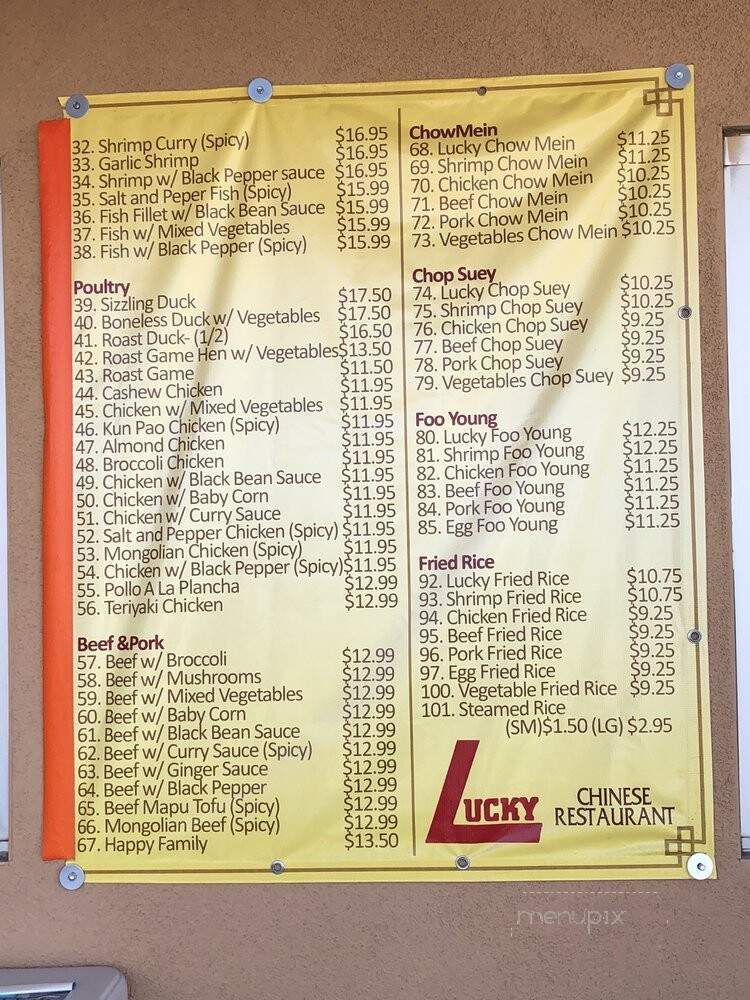 32. Shrimp Curry (Spicy) $16.95
33. Garlic Shrimp $16.95
34. Shrimp w/ Black Pepper sauce $16.95
35. Salt and Peper Fish (Spicy) $15.99
36. Fish Fillet w/ Black Bean Sauce $15.99
37. Fish w/ Mixed Vegetables $15.99
38. Fish w/ Black Pepper (Spicy) $15.99
Poultry
39. Sizzling Duck $17.50
40. Boneless Duck w/ Vegetables $17.50
41. Roast Duck- (1/2) $16.50
42. Roast Game Hen w/ Vegetables $13.50
43. Roast Game $11.50
44. Cashew Chicken $11.95
45. Chicken w/ Mixed Vegetables $11.95
46. Kun Pao Chicken (Spicy) $11.95
47. Almond Chicken $11.95
48. Broccoli Chicken $11.95
49. Chicken w/ Black Bean Sauce $11.95
50. Chicken w/ Baby Corn $11.95
51. Chicken w/ Curry Sauce $11.95
52. Salt and Pepper Chicken (Spicy) $11.95
53. Mongolian Chicken (Spicy) $11.95
54. Chicken w/ Black Pepper (Spicy) $11.95
55. Pollo A La Plancha $12.99
56. Teriyaki Chicken $12.99
Beef &Pork
57. Beef w/ Broccoli $12.99
58. Beef w/ Mushrooms $12.99
59. Beef w/ Mixed Vegetables $12.99
60. Beef w/ Baby Corn $12.99
61. Beef w/ Black Bean Sauce $12.99
62. Beef w/ Curry Sauce (Spicy) $12.99
63. Beef w/ Ginger Sauce $12.99
64. Beef w/ Black Pepper $12.99
65. Beef Mapu Tofu (Spicy) $12.99
66. Mongolian Beef (Spicy) $12.99
67. Happy Family $13.50
ChowMein
68. Lucky Chow Mein $11.25
69. Shrimp Chow Mein $11.25
70. Chicken Chow Mein $10.25
71. Beef Chow Mein $10.25
72. Pork Chow Mein $10.25
73. Vegetables Chow Mein $10.25
Chop Suey
74. Lucky Chop Suey $10.25
75. Shrimp Chop Suey $10.25
76. Chicken Chop Suey $9.25
77. Beef Chop Suey $9.25
78. Pork Chop Suey $9.25
79. Vegetables Chop Suey $9.25
Foo Young
80. Lucky Foo Young $12.25
81. Shrimp Foo Young $12.25
82. Chicken Foo Young $11.25
83. Beef Foo Young $11.25
84. Pork Foo Young $11.25
85. Egg Foo Young $11.25
Fried Rice
92. Lucky Fried Rice $10.75
93. Shrimp Fried Rice $10.75
94. Chicken Fried Rice $9.25
95. Beef Fried Rice $9.25
96. Pork Fried Rice $9.25
97. Egg Fried Rice $9.25
100. Vegetable Fried Rice $9.25
101. Steamed Rice
(SM)$1.50 (LG) $2.95
LUCKY CHINESE
RESTAURANT
menupix